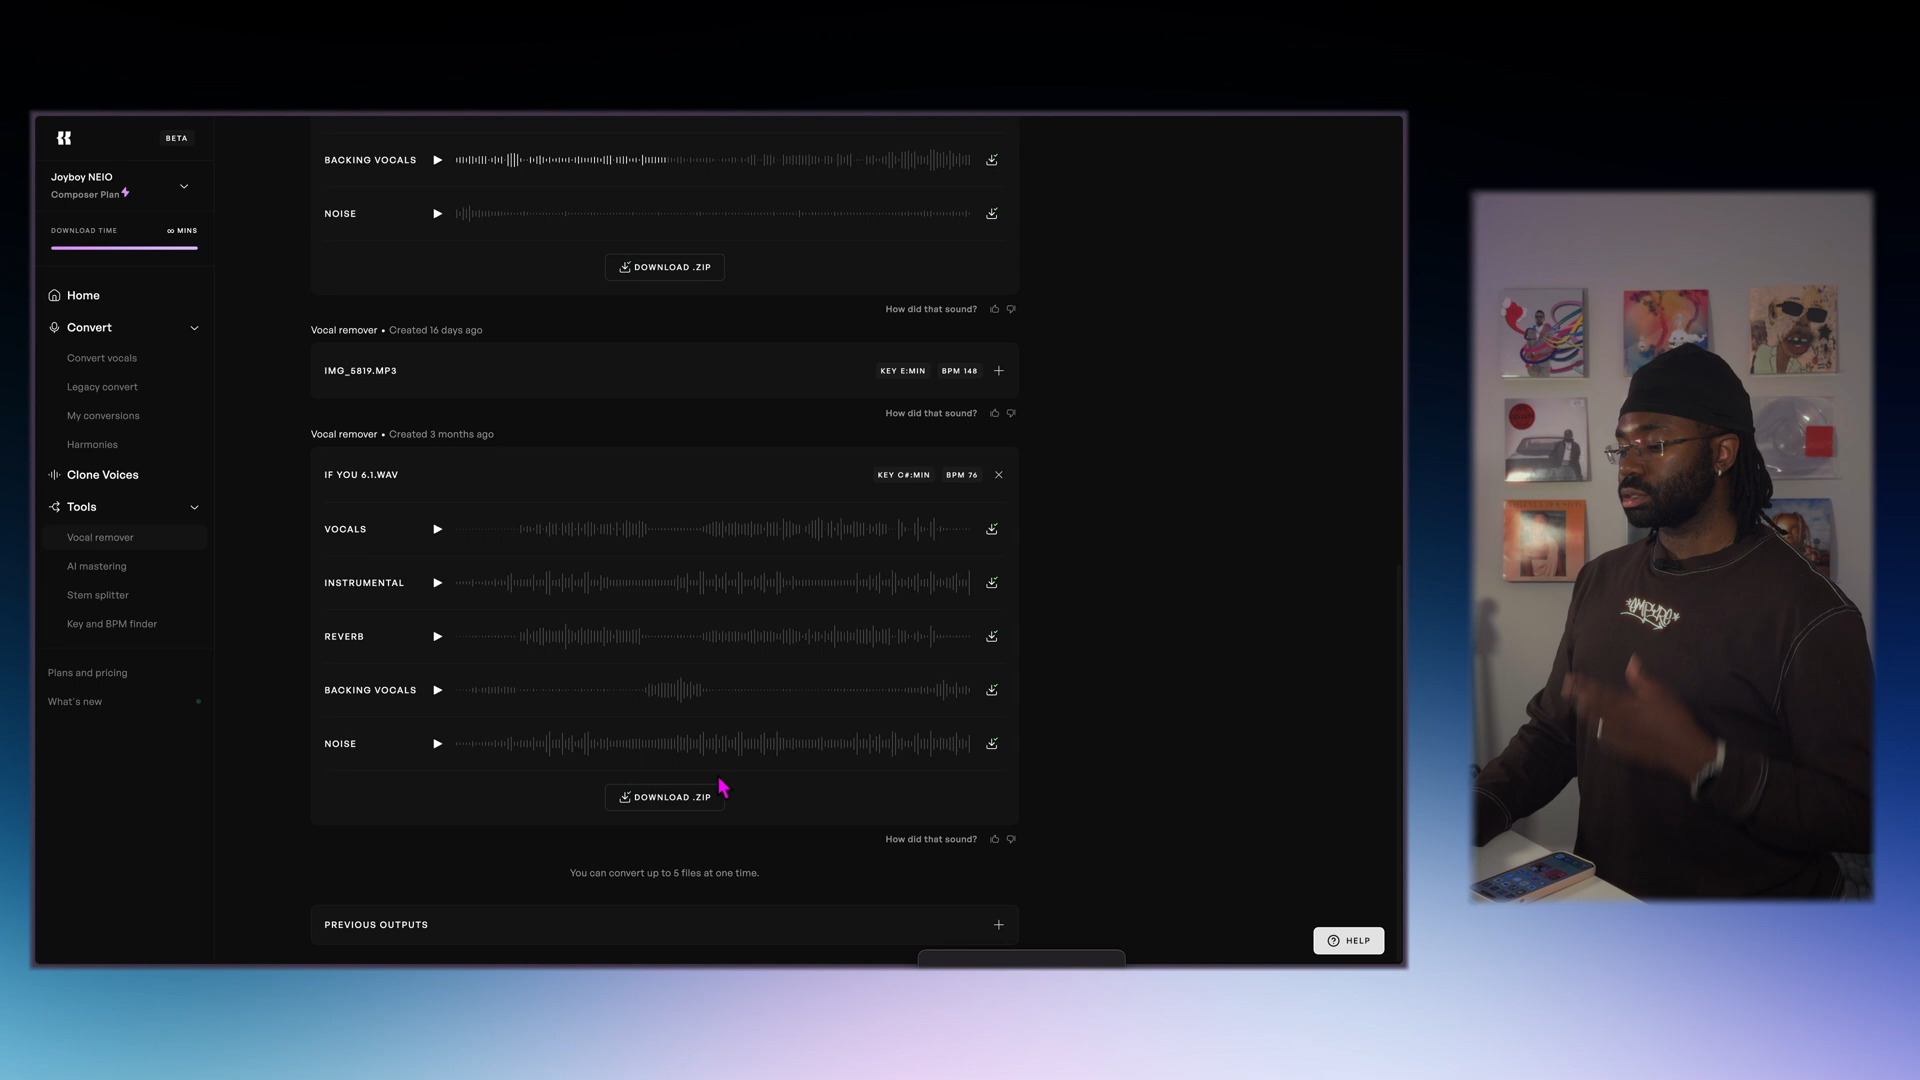 BETA
Joyboy NEIO
Composer Plan
DOWNLOAD TIME ∞ MINS
Home
Convert
Convert vocals
Legacy convert
My conversions
Harmonies
Clone Voices
Tools
Vocal remover
AI mastering
Stem splitter
Key and BPM finder
Plans and pricing
What's new
BACKING VOCALS
NOISE
DOWNLOAD .ZIP
How did that sound?
Vocal remover • Created 16 days ago
IMG_5819.MP3 KEY E:MIN BPM 148
How did that sound?
Vocal remover • Created 3 months ago
IF YOU 6.1.WAV KEY C#:MIN BPM 76
VOCALS
INSTRUMENTAL
REVERB
BACKING VOCALS
NOISE
DOWNLOAD .ZIP
How did that sound?
You can convert up to 5 files at one time.
PREVIOUS OUTPUTS
HELP